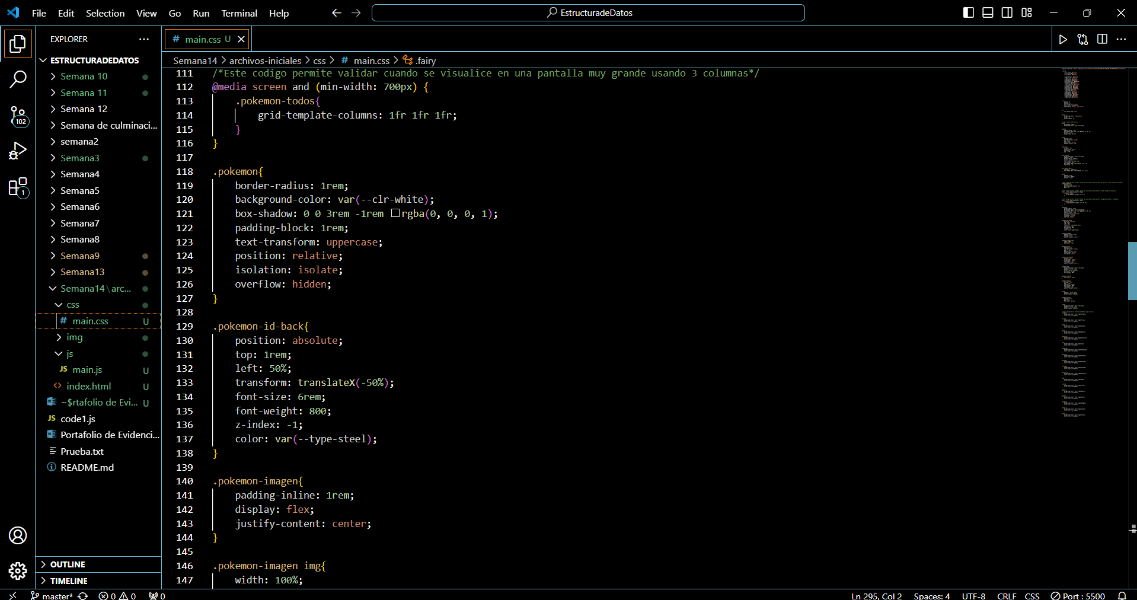 File Edit Selection View Go Run Terminal Help
EstructuradeDatos
EXPLORER
ESTRUCTURADEDATOS
Semana 10
Semana 11
Semana 12
Semana de culminaci...
semana2
Semana3
Semana4
Semana5
Semana6
Semana7
Semana8
Semana9
Semana13
Semana14 \ arc...
css
# main.css U
img
js
JS main.js U
<> index.html U
~$rtafolio de Evi... U
JS code1.js
Portafolio de Evidenci...
Prueba.txt
README.md
OUTLINE
TIMELINE
102
1
# main.css U
Semana14 > archivos-iniciales > css > # main.css > .fairy
111 /*Este codigo permite validar cuando se visualice en una pantalla muy grande usando 3 columnas*/
112 @media screen and (min-width: 700px) {
113 .pokemon-todos{
114 grid-template-columns: 1fr 1fr 1fr;
115 }
116 }
117
118 .pokemon{
119 border-radius: 1rem;
120 background-color: var(--clr-white);
121 box-shadow: 0 0 3rem -1rem rgba(0, 0, 0, 1);
122 padding-block: 1rem;
123 text-transform: uppercase;
124 position: relative;
125 isolation: isolate;
126 overflow: hidden;
127 }
128
129 .pokemon-id-back{
130 position: absolute;
131 top: 1rem;
132 left: 50%;
133 transform: translateX(-50%);
134 font-size: 6rem;
135 font-weight: 800;
136 z-index: -1;
137 color: var(--type-steel);
138 }
139
140 .pokemon-imagen{
141 padding-inline: 1rem;
142 display: flex;
143 justify-content: center;
144 }
145
146 .pokemon-imagen img{
147 width: 100%;
master* 0 0 0
Ln 295, Col 2 Spaces: 4 UTF-8 CRLF CSS Port : 5500